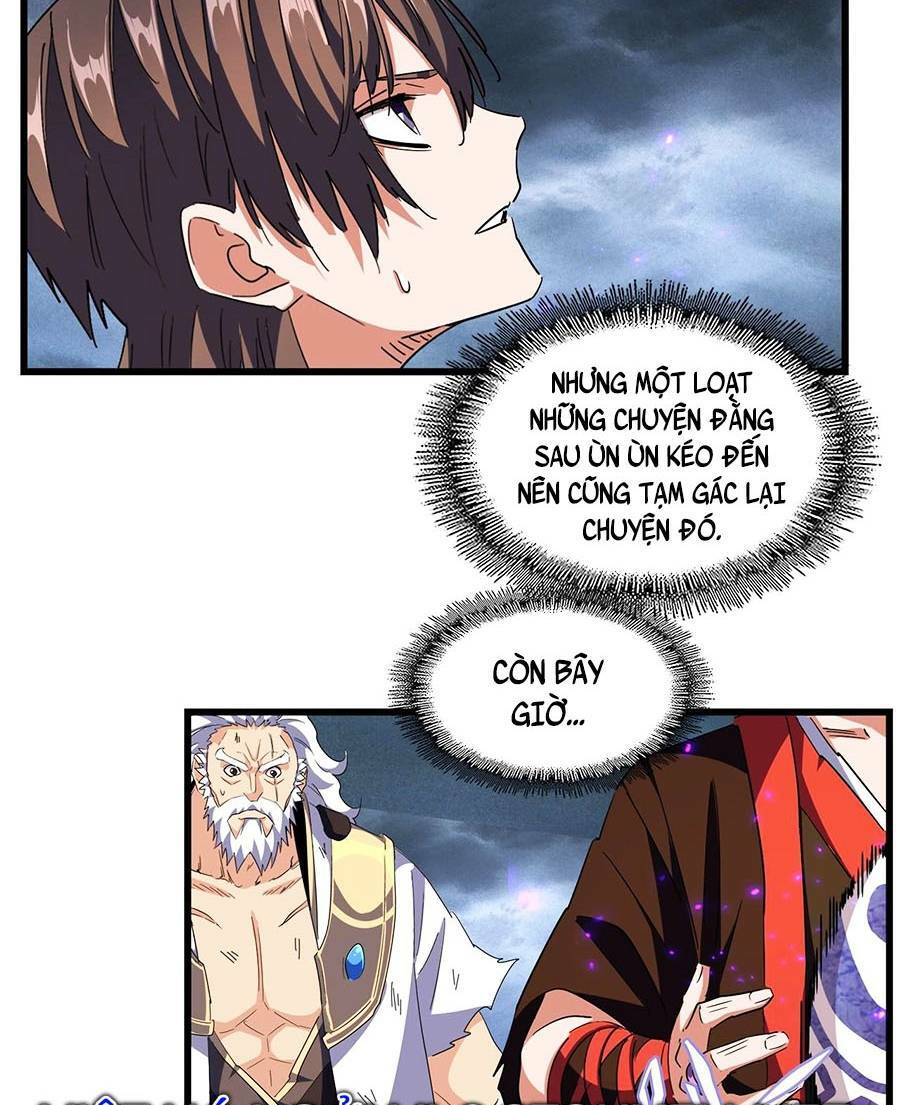 NHƯNG MỘT LOẠT
NHỮNG CHUYỆN ĐẰNG
SAU ÙN ÙN KÉO ĐẾN
NÊN CŨNG TẠM GÁC LẠI
CHUYỆN ĐÓ.
CÒN BÂY
GIỜ...